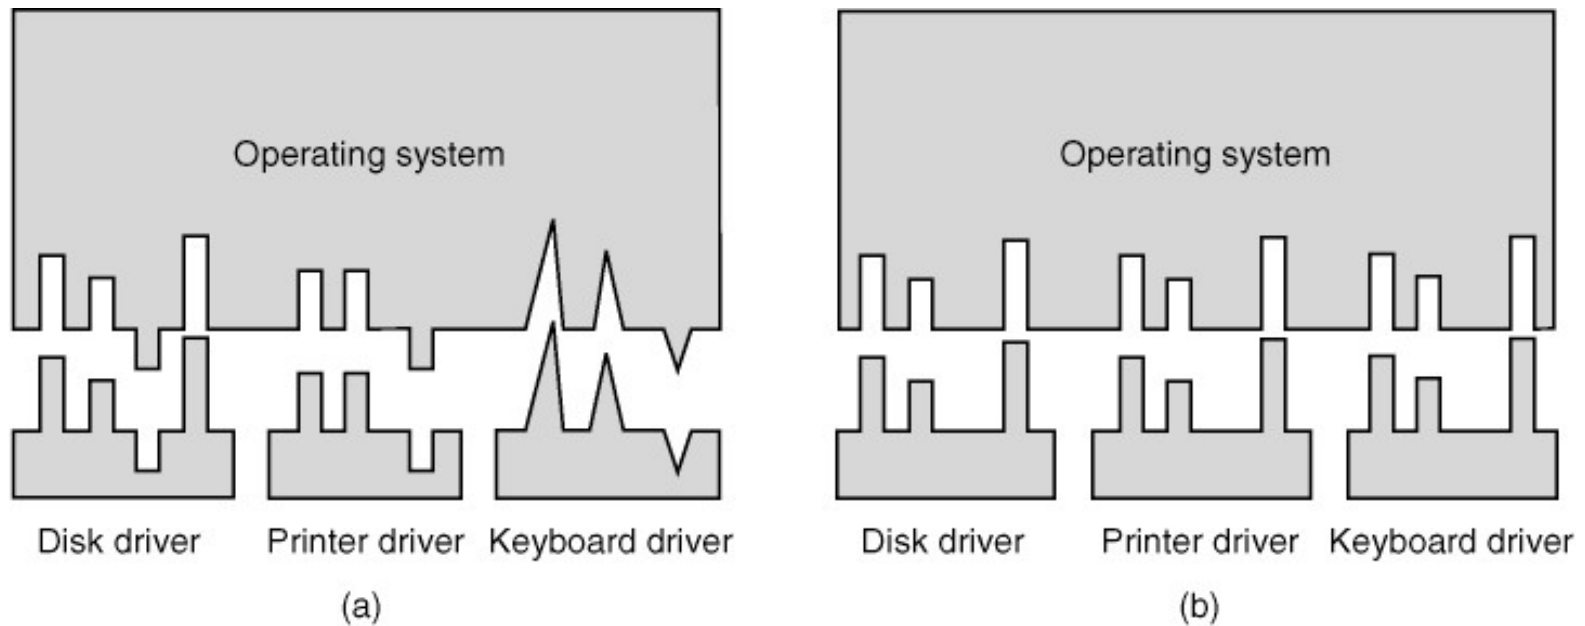 Operating system
Disk driver
Printer driver
Keyboard driver
(a)
Operating system
Disk driver
Printer driver
Keyboard driver
(b)